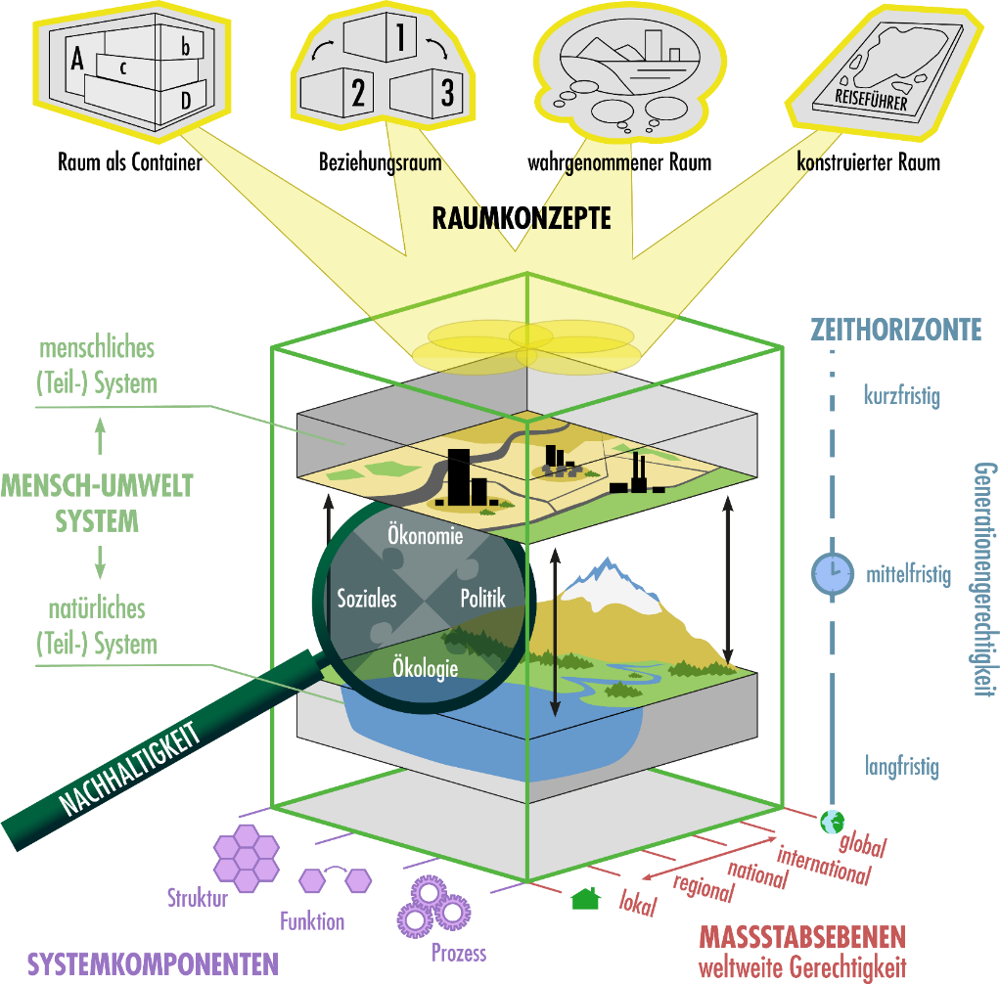 A
b
c
D
1
2
3
REISEFÜHRER
Raum als Container
Beziehungsraum
wahrgenommener Raum
konstruierter Raum
RAUMKONZEPTE
ZEITHORIZONTE
kurzfristig
mittelfristig
langfristig
Generationengerechtigkeit
menschliches
(Teil-) System
MENSCH-UMWELT
SYSTEM
natürliches
(Teil-) System
Ökonomie
Soziales
Politik
Ökologie
NACHHALTIGKEIT
Struktur
Funktion
Prozess
SYSTEMKOMPONENTEN
lokal
regional
national
international
global
MASSSTABSEBENEN
weltweite Gerechtigkeit